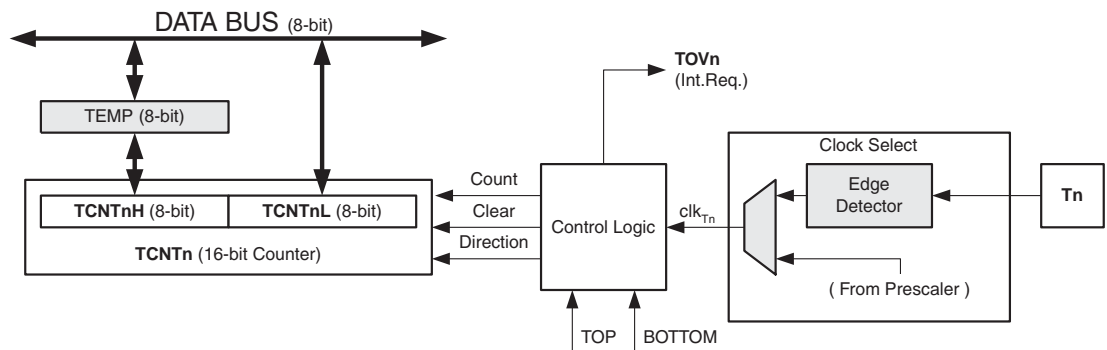 DATA BUS (8-bit)
TOVn
(Int.Req.)
TEMP (8-bit)
Clock Select
Count
Edge
Detector
Tn
TCNTnH (8-bit) TCNTnL (8-bit)
Clear
Control Logic
clkTn
TCNTn (16-bit Counter)
Direction
( From Prescaler )
TOP
BOTTOM